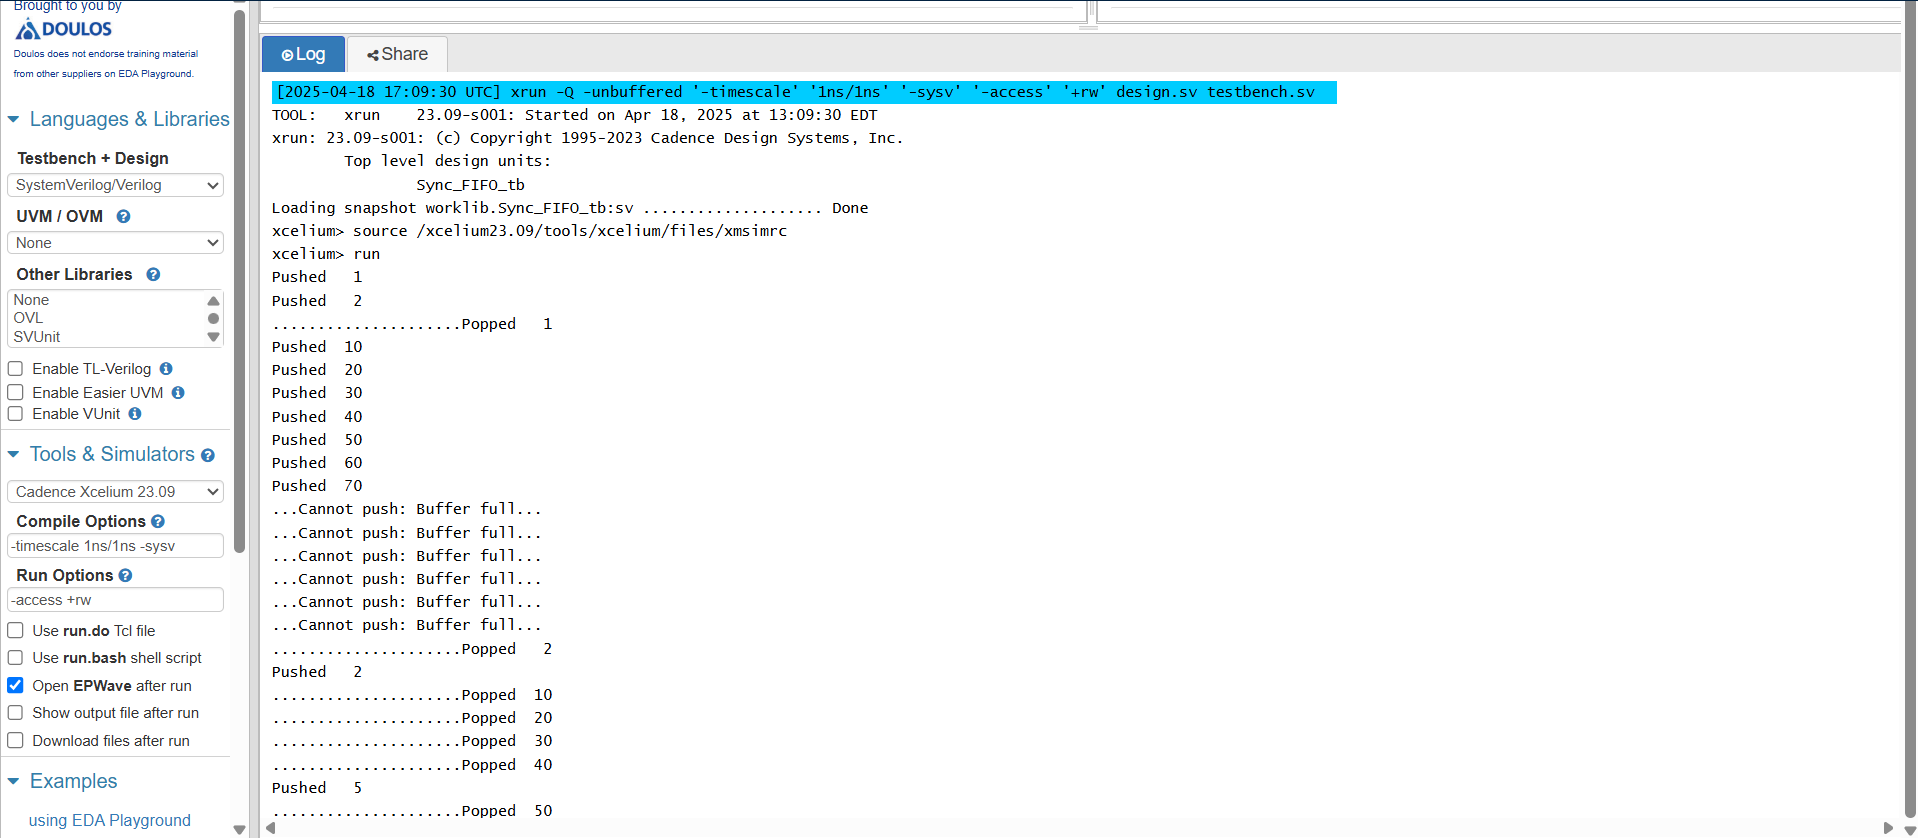 Brought to you by
DOULOS
Doulos does not endorse training material
from other suppliers on EDA Playground.
Languages & Libraries
Testbench + Design
SystemVerilog/Verilog
UVM / OVM
None
Other Libraries
None
OVL
SVUnit
Enable TL-Verilog
Enable Easier UVM
Enable VUnit
Tools & Simulators
Cadence Xcelium 23.09
Compile Options
-timescale 1ns/1ns -sysv
Run Options
-access +rw
Use run.do Tcl file
Use run.bash shell script
Open EPWave after run
Show output file after run
Download files after run
Examples
using EDA Playground
Log
Share
[2025-04-18 17:09:30 UTC] xrun -Q -unbuffered '-timescale' '1ns/1ns' '-sysv' '-access' '+rw' design.sv testbench.sv
TOOL:   xrun    23.09-s001: Started on Apr 18, 2025 at 13:09:30 EDT
xrun: 23.09-s001: (c) Copyright 1995-2023 Cadence Design Systems, Inc.
Top level design units:
Sync_FIFO_tb
Loading snapshot worklib.Sync_FIFO_tb:sv .................... Done
xcelium> source /xcelium23.09/tools/xcelium/files/xmsimrc
xcelium> run
Pushed   1
Pushed   2
.....................Popped   1
Pushed  10
Pushed  20
Pushed  30
Pushed  40
Pushed  50
Pushed  60
Pushed  70
...Cannot push: Buffer full...
...Cannot push: Buffer full...
...Cannot push: Buffer full...
...Cannot push: Buffer full...
...Cannot push: Buffer full...
...Cannot push: Buffer full...
.....................Popped   2
Pushed   2
.....................Popped  10
.....................Popped  20
.....................Popped  30
.....................Popped  40
Pushed   5
.....................Popped  50